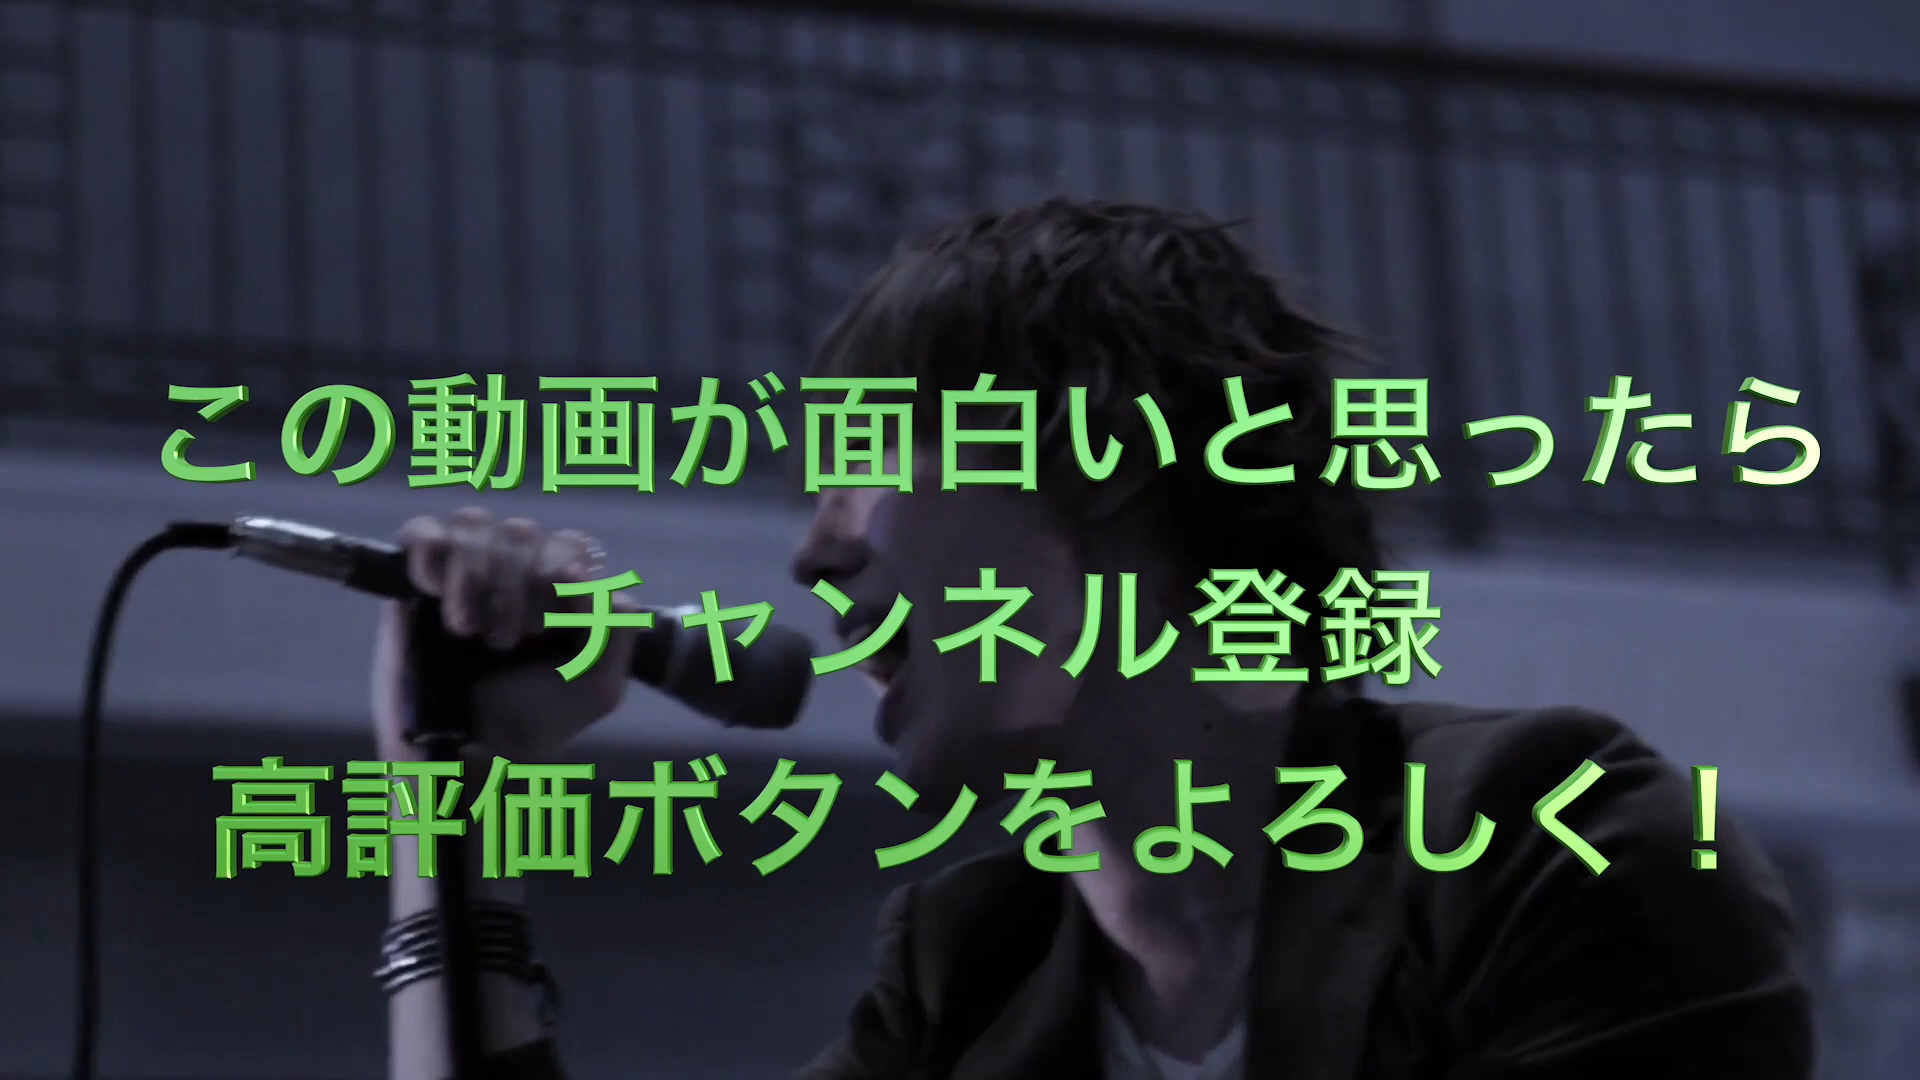 この動画が面白いと思ったら
チャンネル登録
高評価ボタンをよろしく！